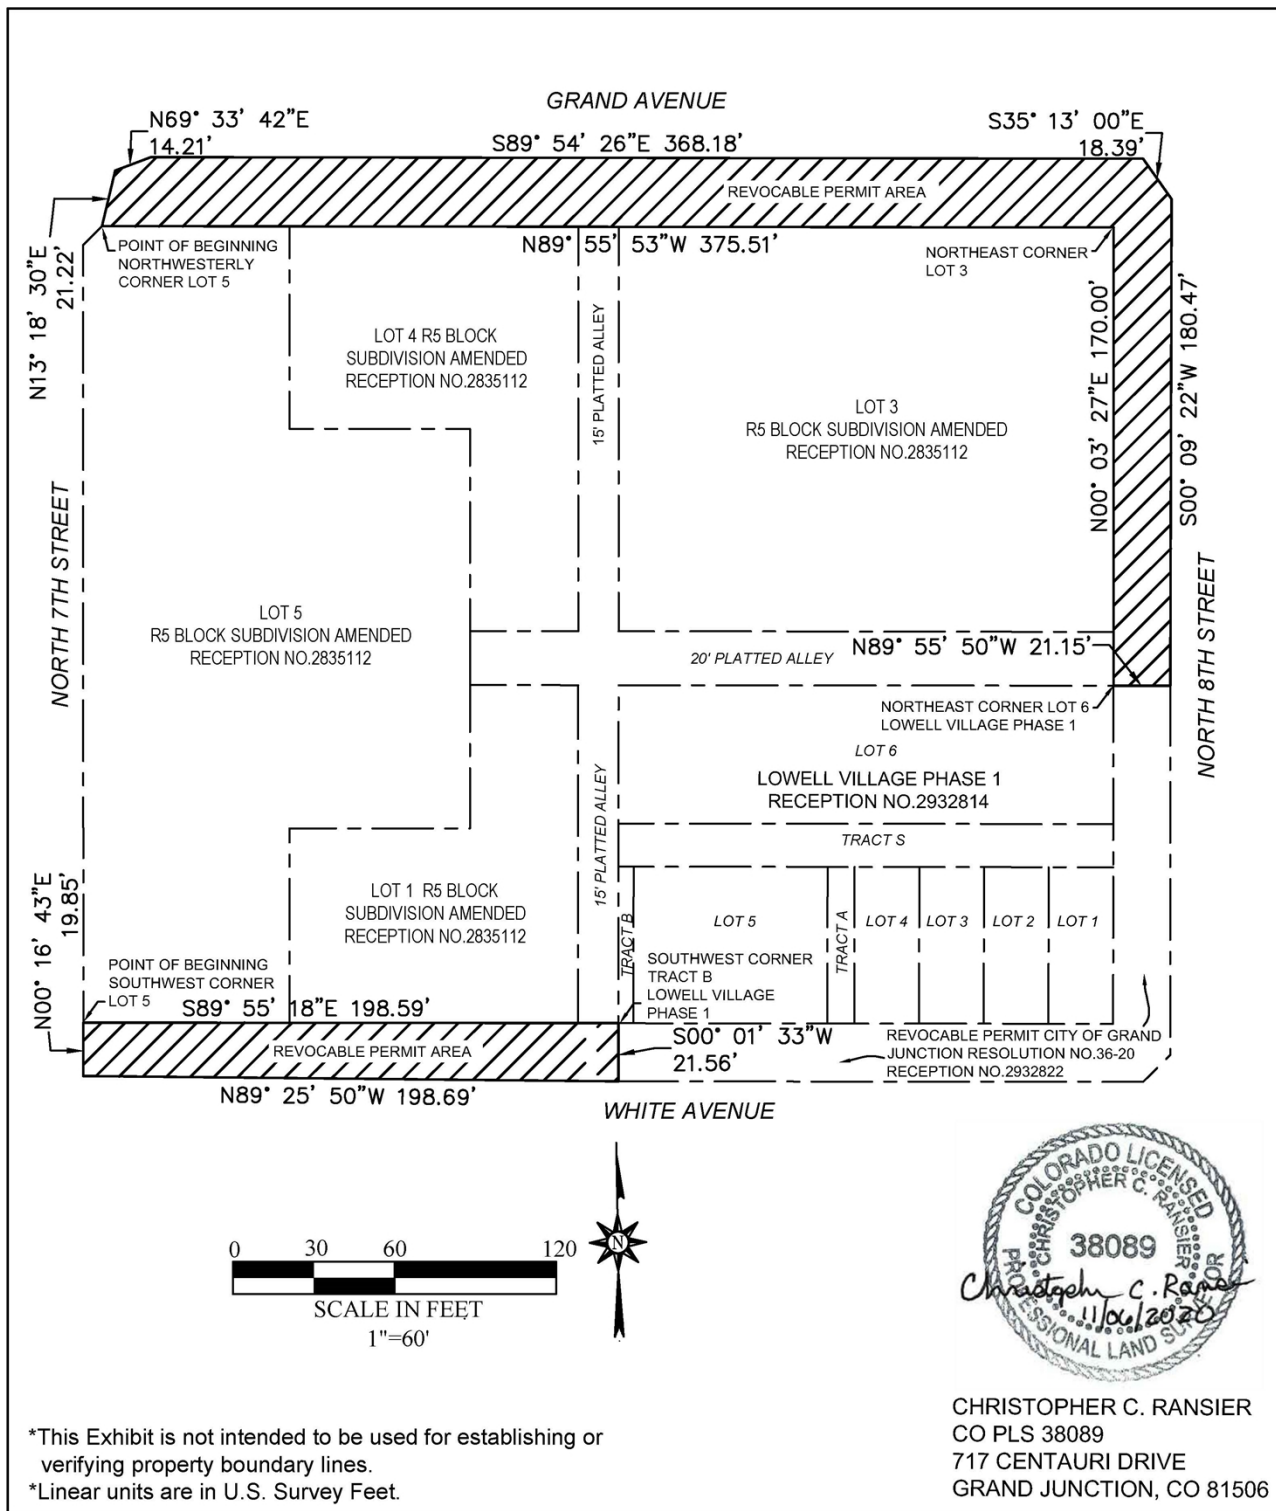 GRAND AVENUE
N69° 33' 42"E
14.21'
S89° 54' 26"E 368.18'
S35° 13' 00"E
18.39'
REVOCABLE PERMIT AREA
N13° 18' 30"E
21.22'
POINT OF BEGINNING
NORTHWESTERLY
CORNER LOT 5
N89° 55' 53"W 375.51'
NORTHEAST CORNER
LOT 3
LOT 4 R5 BLOCK
SUBDIVISION AMENDED
RECEPTION NO.2835112
15' PLATTED ALLEY
LOT 3
R5 BLOCK SUBDIVISION AMENDED
RECEPTION NO.2835112
N00° 03' 27"E 170.00'
S00° 09' 22"W 180.47'
NORTH 7TH STREET
LOT 5
R5 BLOCK SUBDIVISION AMENDED
RECEPTION NO.2835112
20' PLATTED ALLEY
N89° 55' 50"W 21.15'
NORTH 8TH STREET
NORTHEAST CORNER LOT 6
LOWELL VILLAGE PHASE 1
LOT 6
LOWELL VILLAGE PHASE 1
RECEPTION NO.2932814
15' PLATTED ALLEY
TRACT S
LOT 1 R5 BLOCK
SUBDIVISION AMENDED
RECEPTION NO.2835112
TRACT B
LOT 5
TRACT A
LOT 4
LOT 3
LOT 2
LOT 1
N00° 16' 43"E
19.85'
POINT OF BEGINNING
SOUTHWEST CORNER
LOT 5
S89° 55' 18"E 198.59'
SOUTHWEST CORNER
TRACT B
LOWELL VILLAGE
PHASE 1
REVOCABLE PERMIT AREA
S00° 01' 33"W
21.56'
REVOCABLE PERMIT CITY OF GRAND
JUNCTION RESOLUTION NO.36-20
RECEPTION NO.2932822
N89° 25' 50"W 198.69'
WHITE AVENUE
N
0 30 60 120
SCALE IN FEET
1"=60'
COLORADO LICENSED
CHRISTOPHER C. RANSIER
38089
Christopher C. Ransier
11/06/2020
PROFESSIONAL LAND SURVEYOR
CHRISTOPHER C. RANSIER
CO PLS 38089
717 CENTAURI DRIVE
GRAND JUNCTION, CO 81506
*This Exhibit is not intended to be used for establishing or
verifying property boundary lines.
*Linear units are in U.S. Survey Feet.